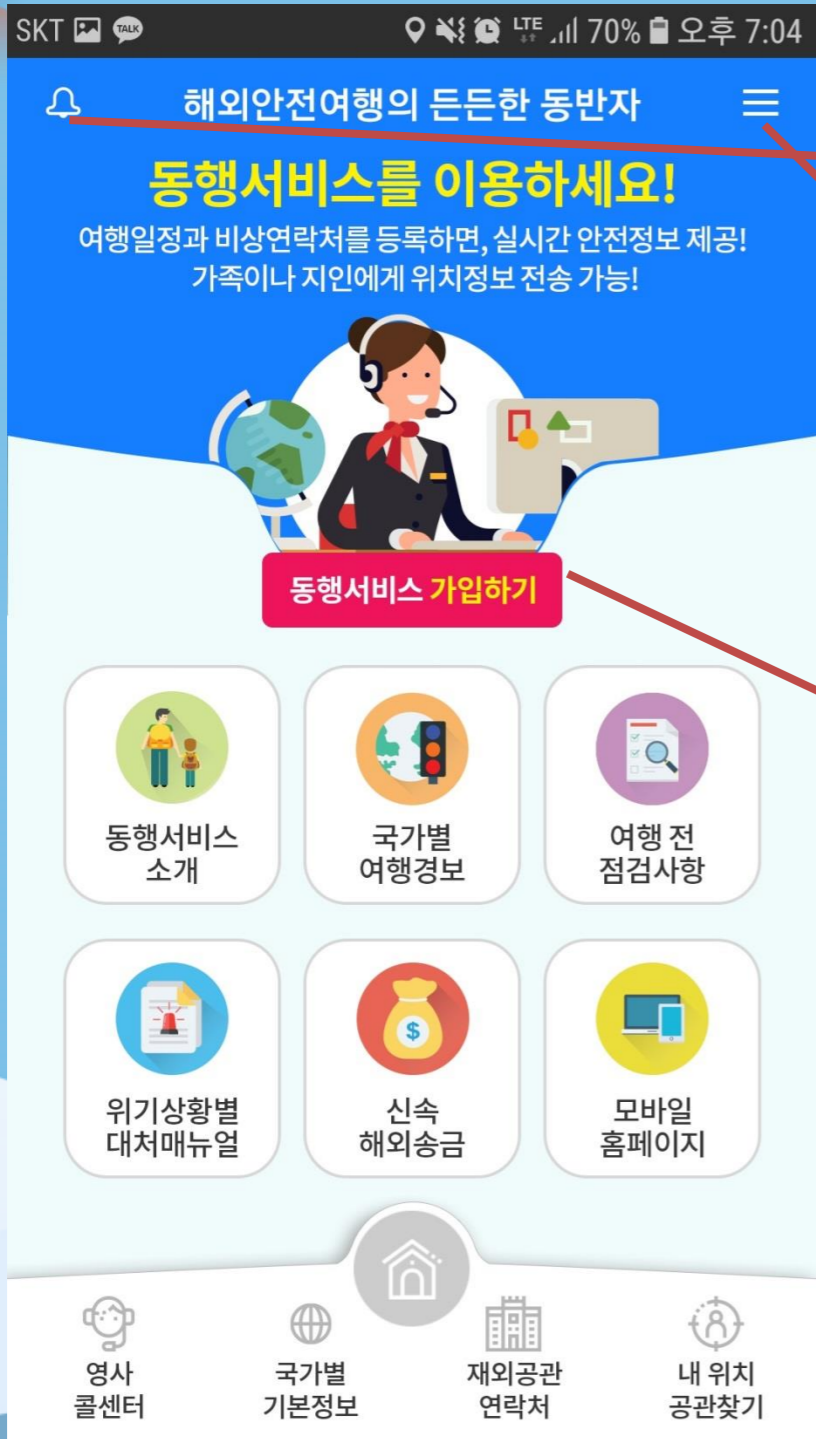 SKT TALK LTE 70% 오후 7:04
해외안전여행의 든든한 동반자
동행서비스를 이용하세요!
여행일정과 비상연락처를 등록하면, 실시간 안전정보 제공!
가족이나 지인에게 위치정보 전송 가능!
동행서비스 가입하기
동행서비스
소개
국가별
여행경보
여행 전
점검사항
위기상황별
대처매뉴얼
$
신속
해외송금
모바일
홈페이지
영사
콜센터
국가별
기본정보
재외공관
연락처
내 위치
공관찾기